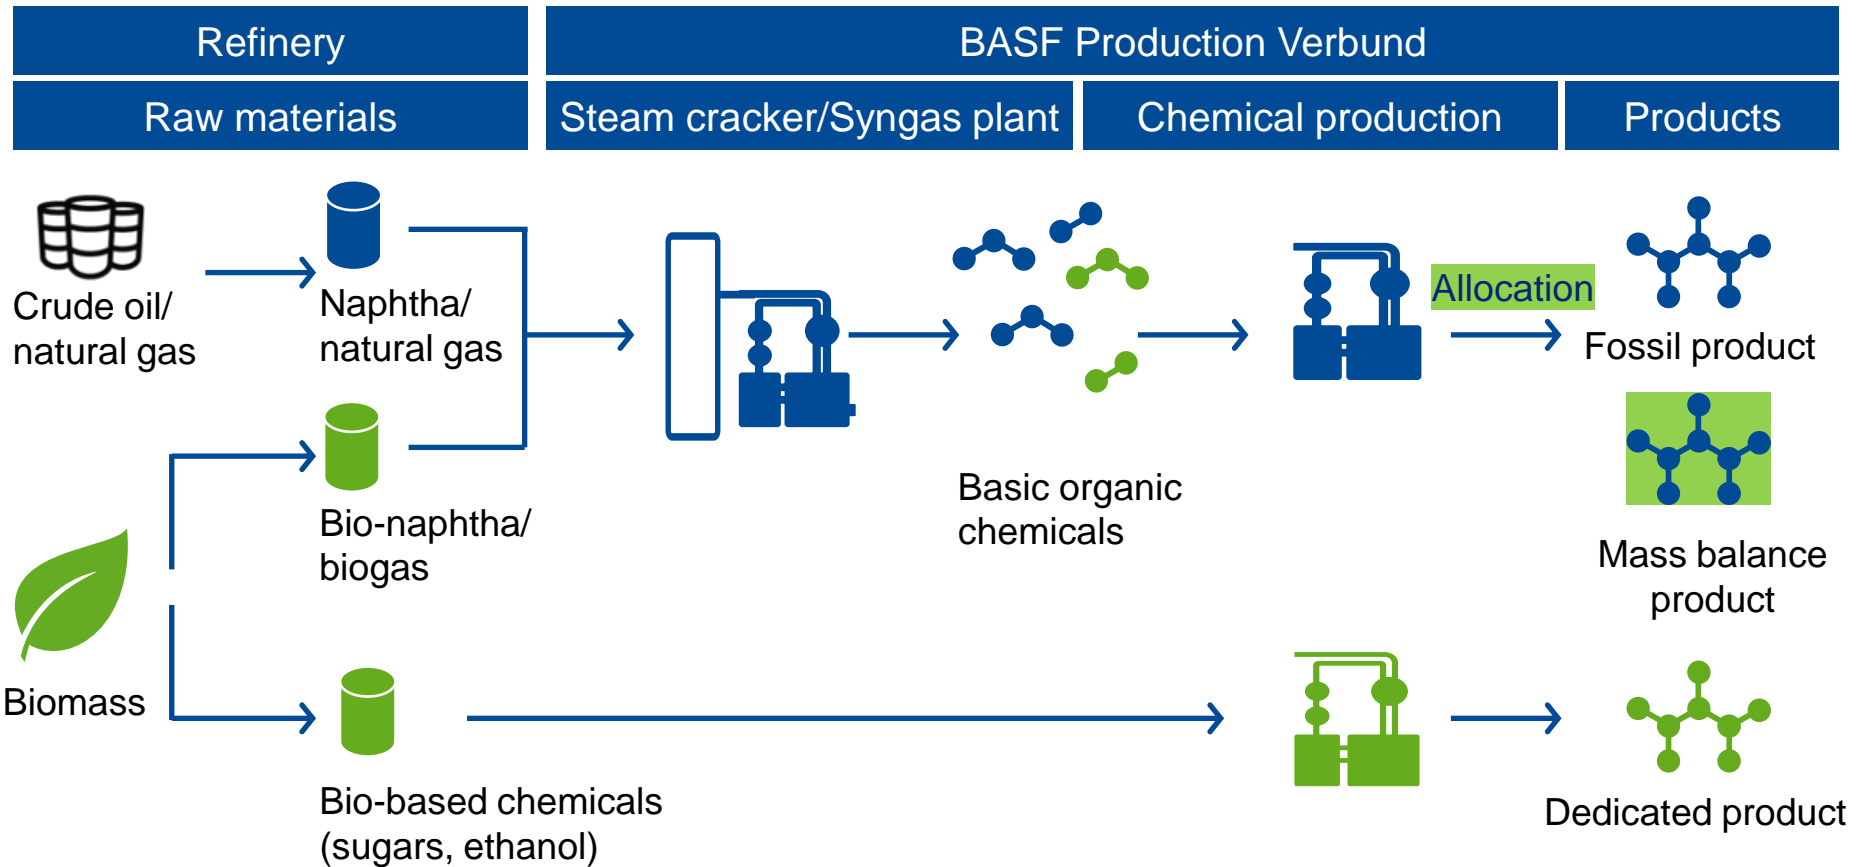 Refinery
BASF Production Verbund
Raw materials
Steam cracker/Syngas plant
Chemical production
Products
Crude oil/
natural gas
Naphtha/
natural gas
Allocation
Fossil product
Bio-naphtha/
biogas
Basic organic
chemicals
Mass balance
product
Biomass
Bio-based chemicals
(sugars, ethanol)
Dedicated product